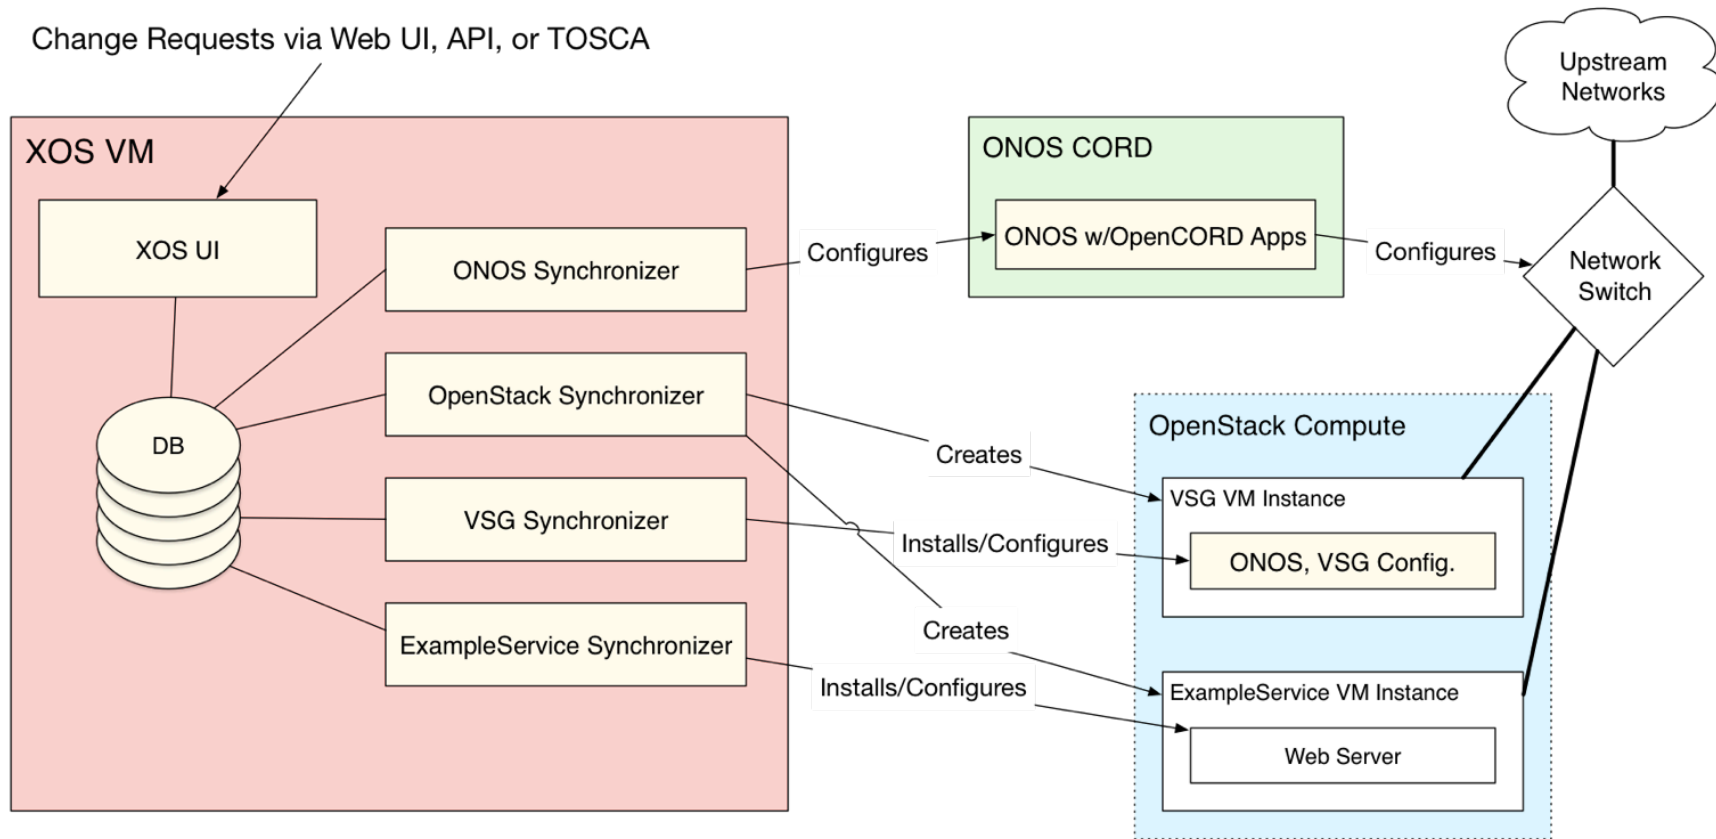 Change Requests via Web UI, API, or TOSCA
Upstream
Networks
XOS VM
ONOS CORD
XOS UI
ONOS Synchronizer
Configures
ONOS w/OpenCORD Apps
Configures
Network
Switch
OpenStack Synchronizer
OpenStack Compute
DB
Creates
VSG VM Instance
VSG Synchronizer
Installs/Configures
ONOS, VSG Config.
Creates
ExampleService Synchronizer
Installs/Configures
ExampleService VM Instance
Web Server